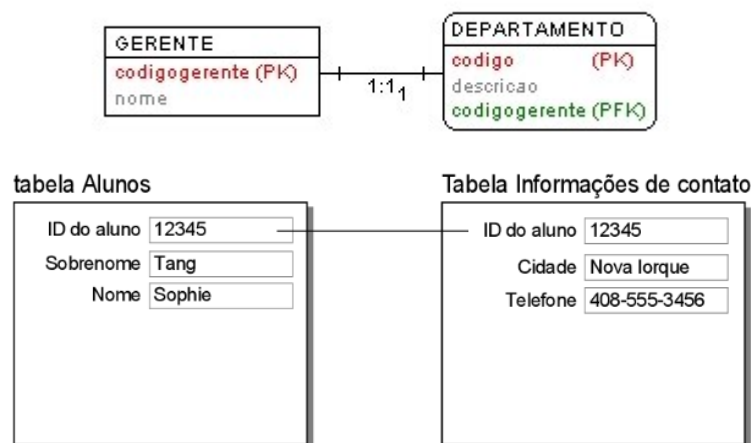 GERENTE
codigogerente (PK)
nome
1:1
1
DEPARTAMENTO
codigo (PK)
descricao
codigogerente (PFK)
tabela Alunos
ID do aluno 12345
Sobrenome Tang
Nome Sophie
Tabela Informações de contato
ID do aluno 12345
Cidade Nova Iorque
Telefone 408-555-3456